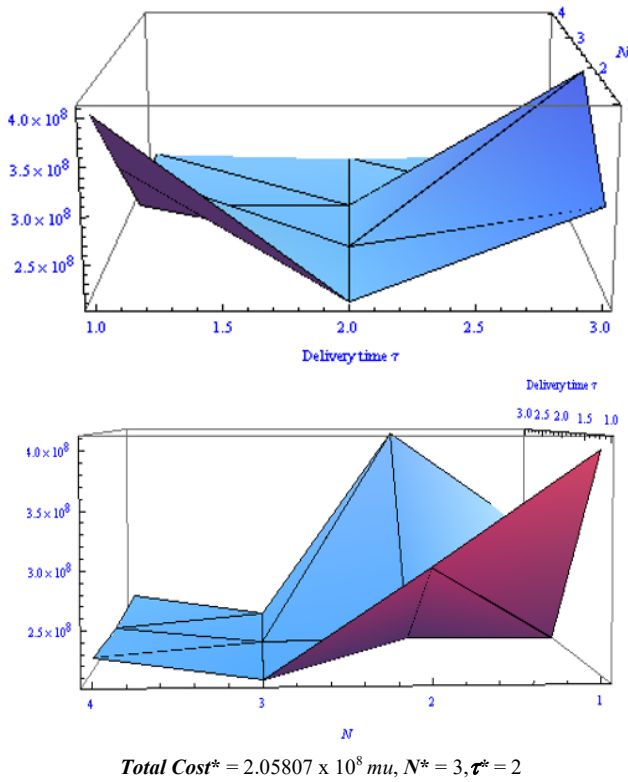 4
3
2
N
4.0 × 10⁸
3.5 × 10⁸
3.0 × 10⁸
2.5 × 10⁸
1.0 1.5 2.0 2.5 3.0
Delivery time τ
Delivery time τ
3.0 2.5 2.0 1.5 1.0
4.0 × 10⁸
3.5 × 10⁸
3.0 × 10⁸
2.5 × 10⁸
4 3 2 1
N
Total Cost* = 2.05807 x 10⁸ mu, N* = 3, τ* = 2